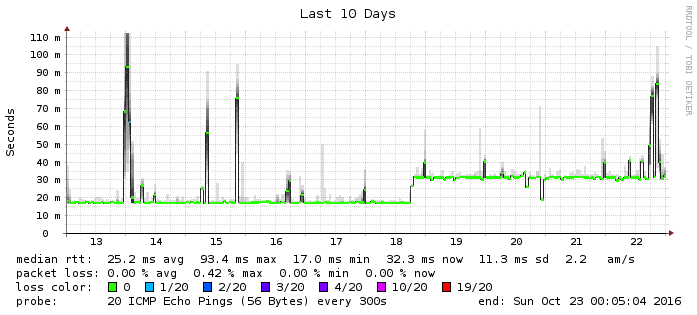 Last 10 Days
RRDTOOL / TOBI OETIKER
Seconds
110 m
100 m
90 m
80 m
70 m
60 m
50 m
40 m
30 m
20 m
10 m
0
13 14 15 16 17 18 19 20 21 22
median rtt: 25.2 ms avg 93.4 ms max 17.0 ms min 32.3 ms now 11.3 ms sd 2.2 am/s
packet loss: 0.00 % avg 0.42 % max 0.00 % min 0.00 % now
loss color: 0 1/20 2/20 3/20 4/20 10/20 19/20
probe: 20 ICMP Echo Pings (56 Bytes) every 300s end: Sun Oct 23 00:05:04 2016